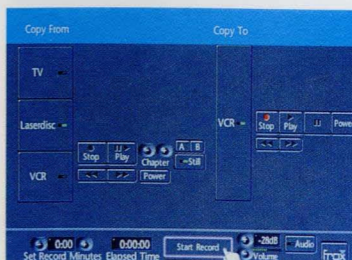 Copy From
Copy To
TV
Laserdisc
VCR
Stop
Play
Chapter
A B
Still
<< >>
Power
VCR
Stop
Play
Power
<< >>
0:00
0:00:00
Start Record
-28dB
Audio
Set Record Minutes
Elapsed Time
Volume